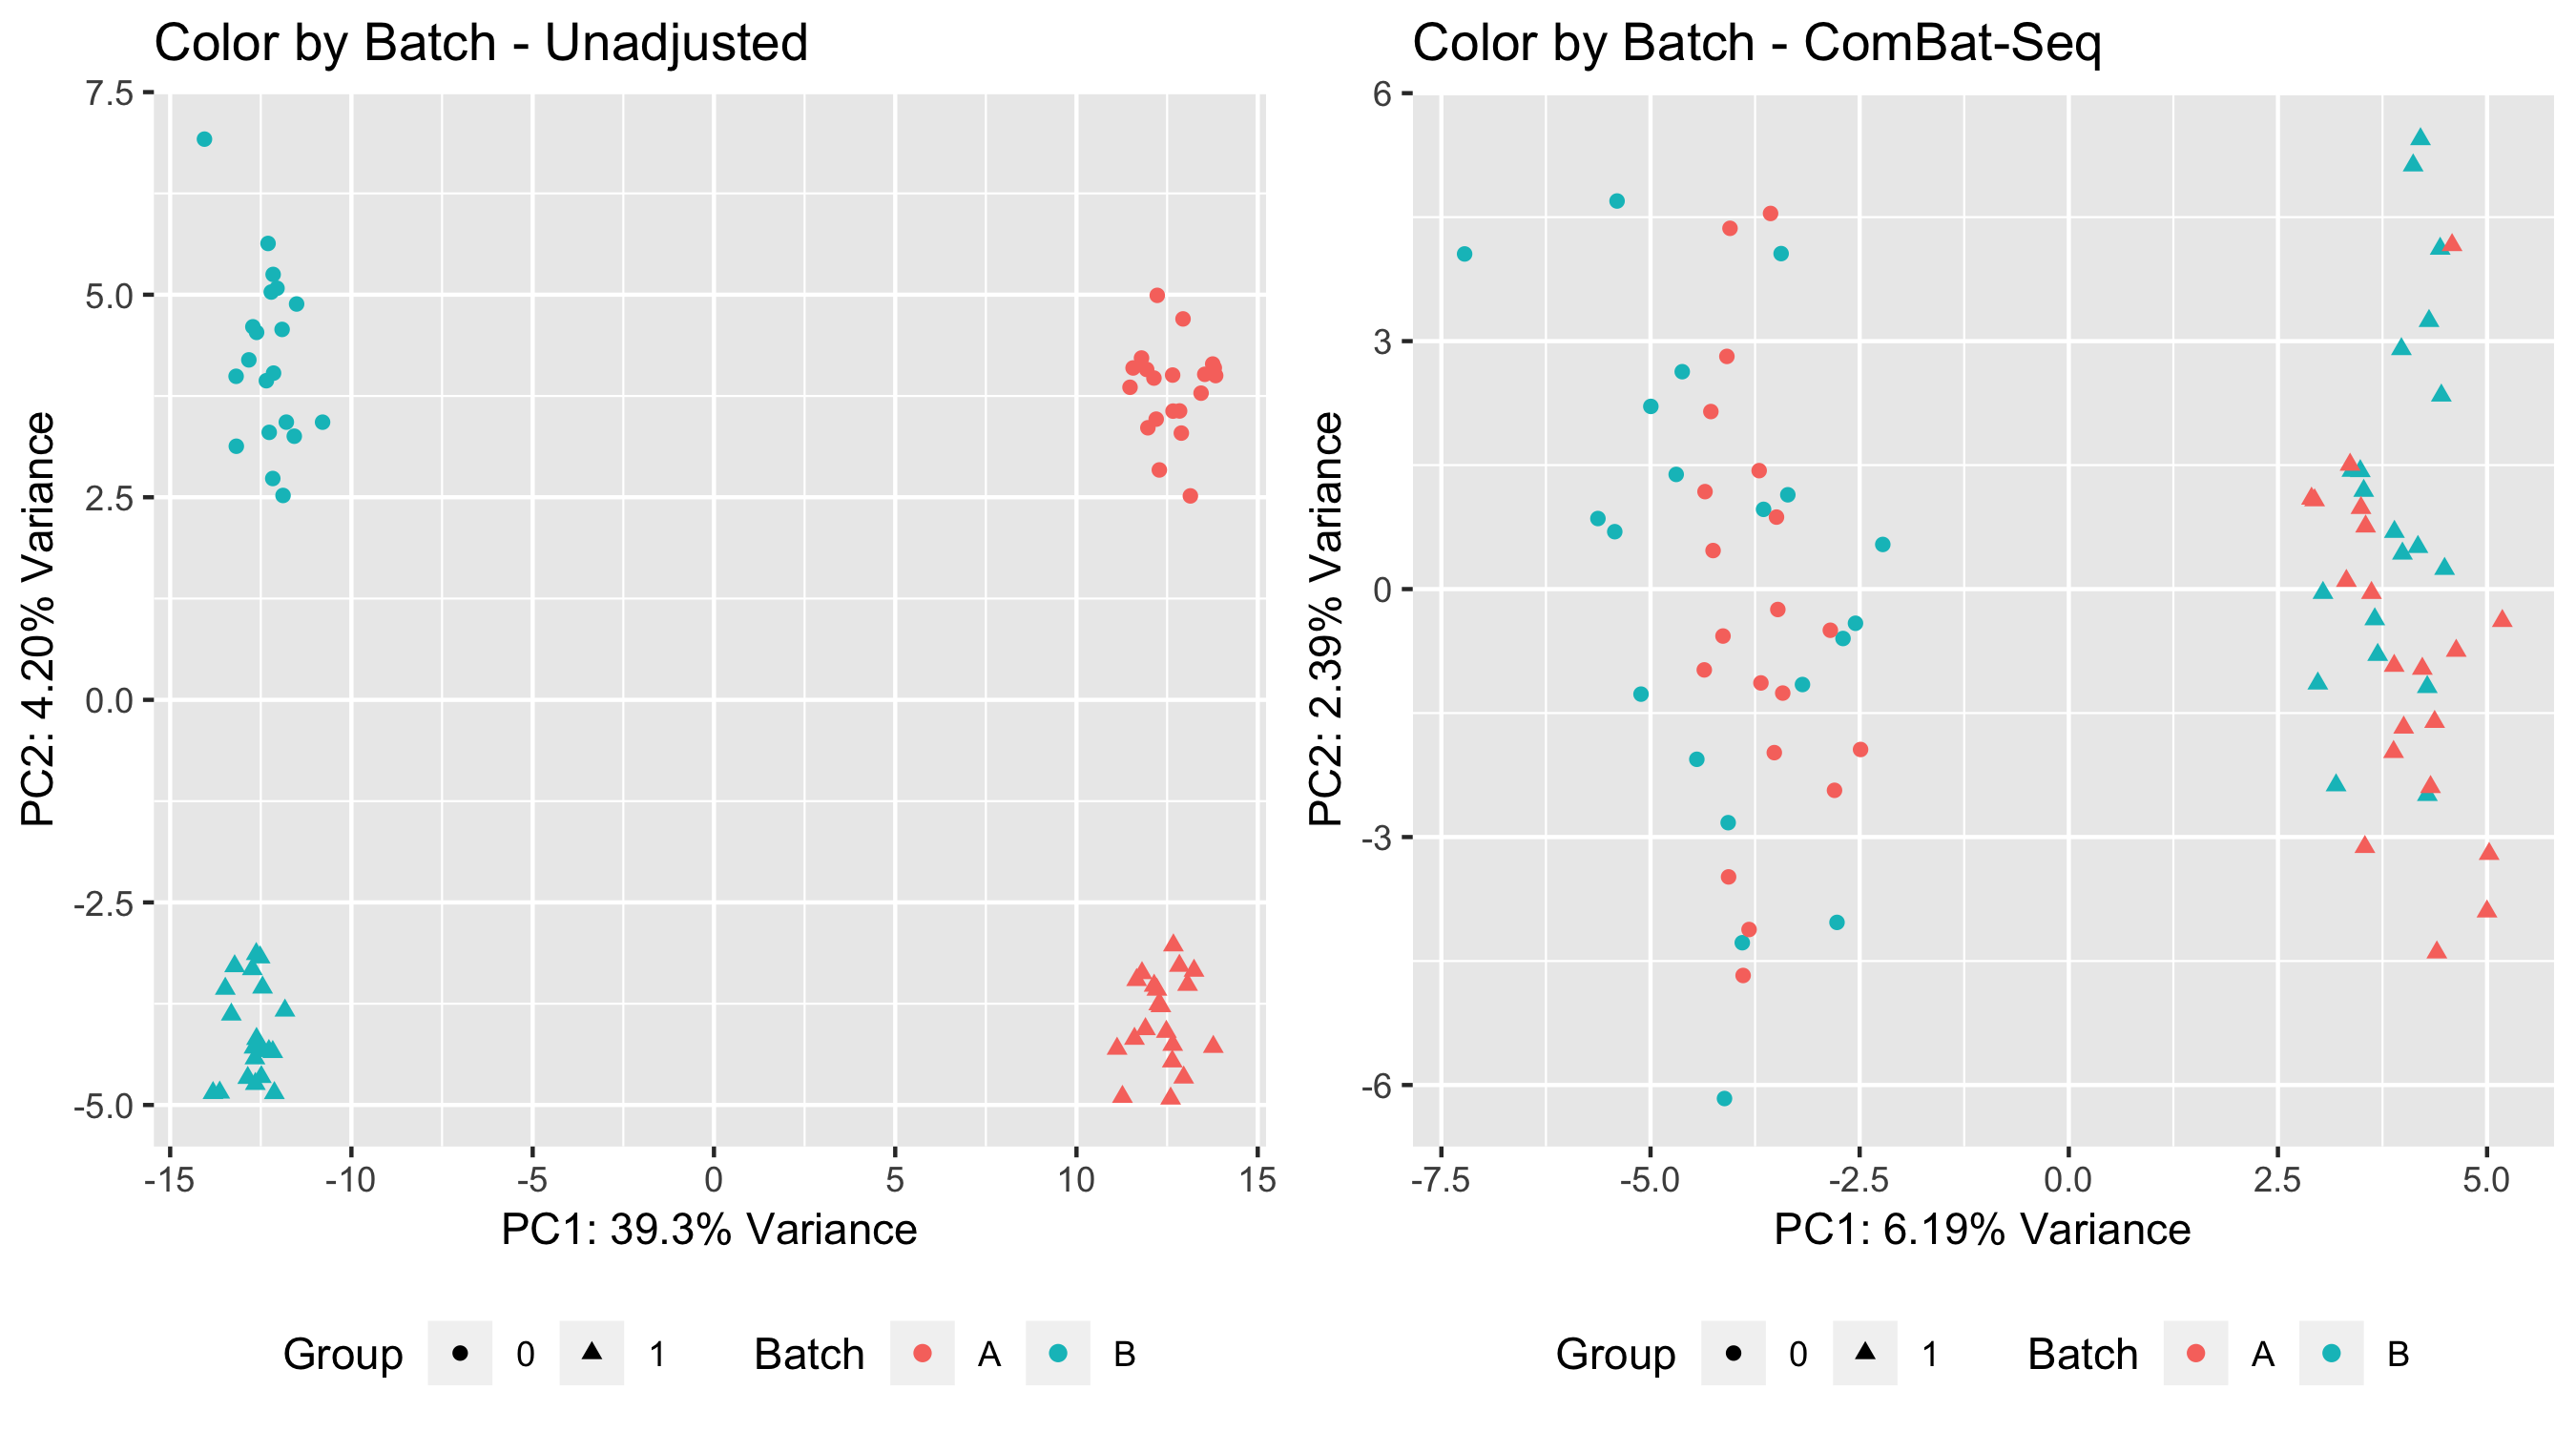 Color by Batch - Unadjusted
7.5
5.0
2.5
0.0
-2.5
-5.0
PC2: 4.20% Variance
-15 -10 -5 0 5 10 15
PC1: 39.3% Variance
Group 0 1 Batch A B
Color by Batch - ComBat-Seq
6
3
0
-3
-6
PC2: 2.39% Variance
-7.5 -5.0 -2.5 0.0 2.5 5.0
PC1: 6.19% Variance
Group 0 1 Batch A B